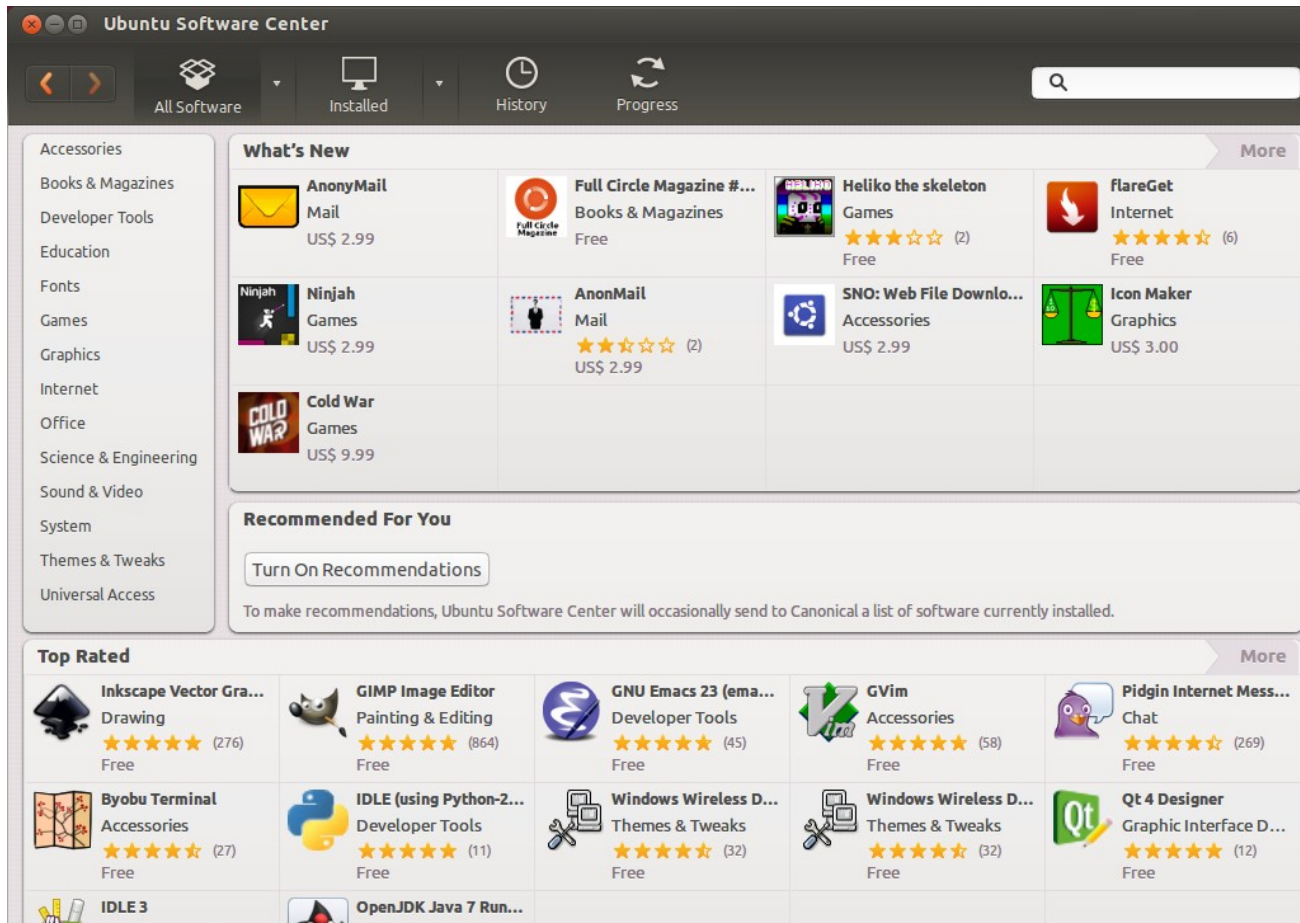 Ubuntu Software Center
All Software
Installed
History
Progress
Accessories
Books & Magazines
Developer Tools
Education
Fonts
Games
Graphics
Internet
Office
Science & Engineering
Sound & Video
System
Themes & Tweaks
Universal Access
What's New
More
AnonyMail
Mail
US$ 2.99
Full Circle Magazine
Full Circle Magazine #...
Books & Magazines
Free
HELIKO
Heliko the skeleton
Games
(2)
Free
flareGet
Internet
(6)
Free
Ninjah
Ninjah
Games
US$ 2.99
AnonMail
Mail
(2)
US$ 2.99
SNO: Web File Downlo...
Accessories
US$ 2.99
Icon Maker
Graphics
US$ 3.00
COLD WAR
Cold War
Games
US$ 9.99
Recommended For You
Turn On Recommendations
To make recommendations, Ubuntu Software Center will occasionally send to Canonical a list of software currently installed.
Top Rated
More
Inkscape Vector Gra...
Drawing
(276)
Free
GIMP Image Editor
Painting & Editing
(864)
Free
GNU Emacs 23 (ema...
Developer Tools
(45)
Free
Vim
GVim
Accessories
(58)
Free
Pidgin Internet Mess...
Chat
(269)
Free
Byobu Terminal
Accessories
(27)
Free
IDLE (using Python-2...
Developer Tools
(11)
Free
Windows Wireless D...
Themes & Tweaks
(32)
Free
Windows Wireless D...
Themes & Tweaks
(32)
Free
Qt
Qt 4 Designer
Graphic Interface D...
(12)
Free
IDLE 3
OpenJDK Java 7 Run...